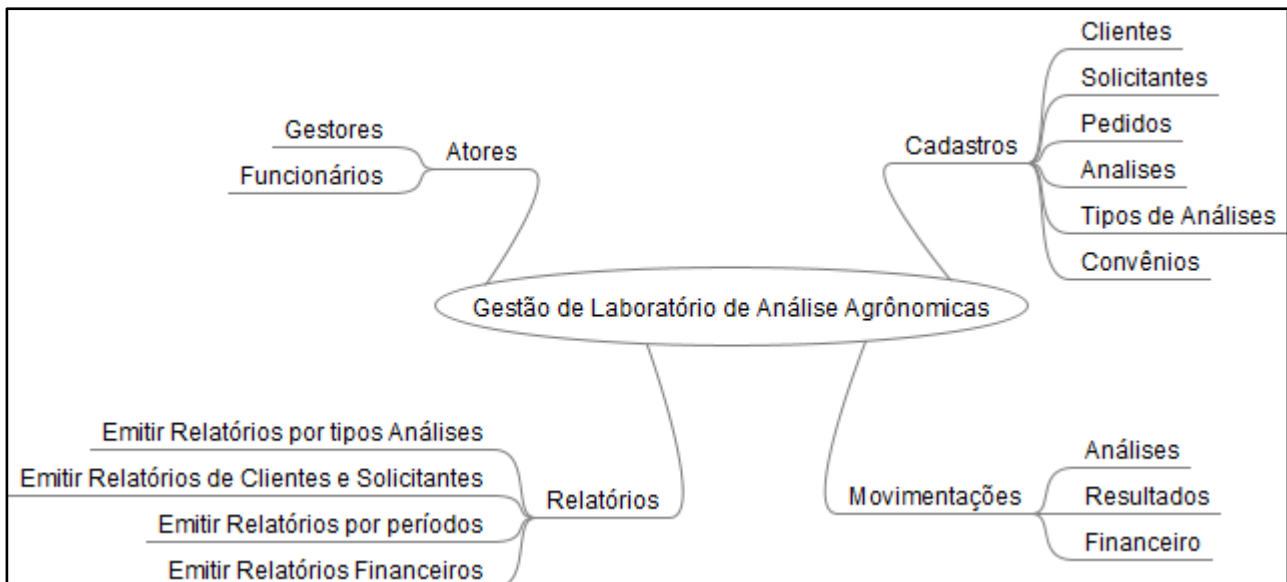 Gestão de Laboratório de Análise Agrônomicas
Atores
Gestores
Funcionários
Cadastros
Clientes
Solicitantes
Pedidos
Analises
Tipos de Análises
Convênios
Relatórios
Emitir Relatórios por tipos Análises
Emitir Relatórios de Clientes e Solicitantes
Emitir Relatórios por períodos
Emitir Relatórios Financeiros
Movimentações
Análises
Resultados
Financeiro